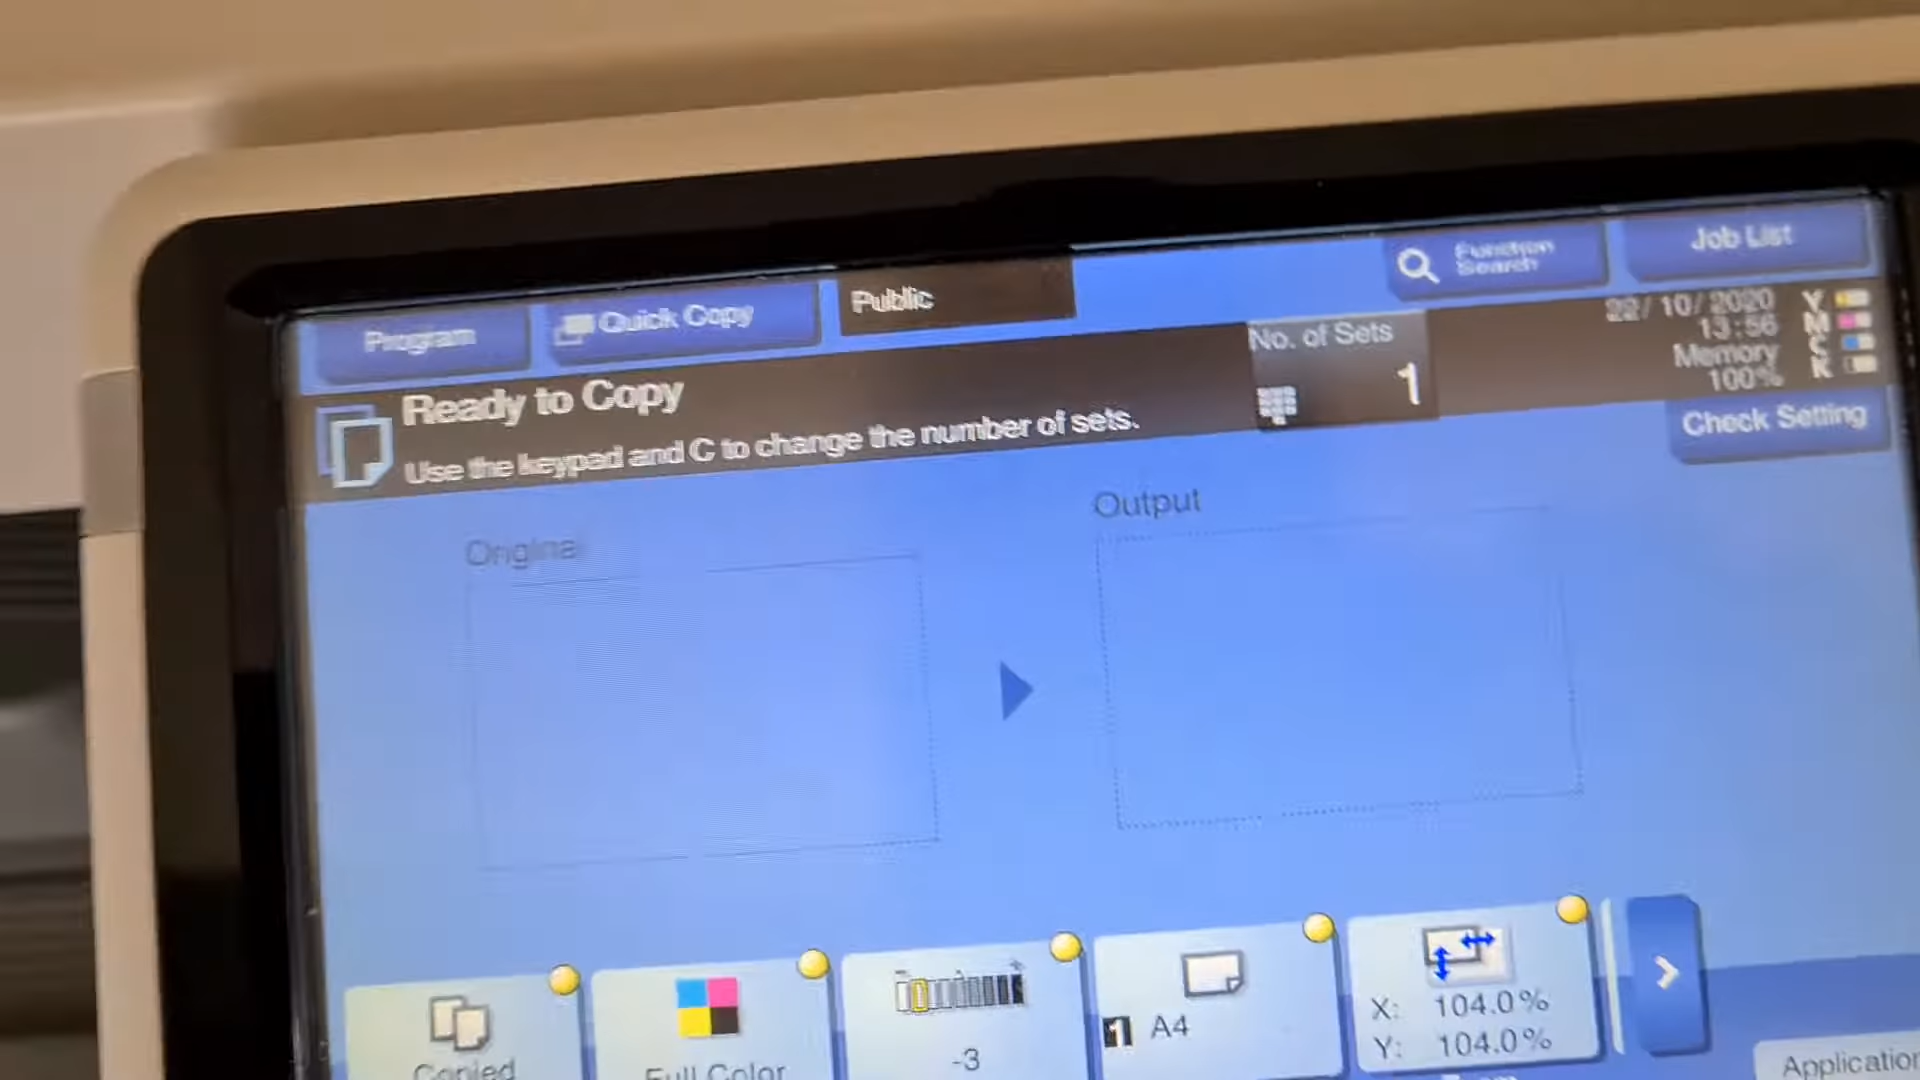 Program
Quick Copy
Public
Function Search
Job List
Ready to Copy
Use the keypad and C to change the number of sets.
No. of Sets
1
22/10/2020
13:56
Memory
100%
Y
M
C
K
Check Setting
Original
Output
Copied
Full Color
-3
1 A4
X: 104.0%
Y: 104.0%
Application